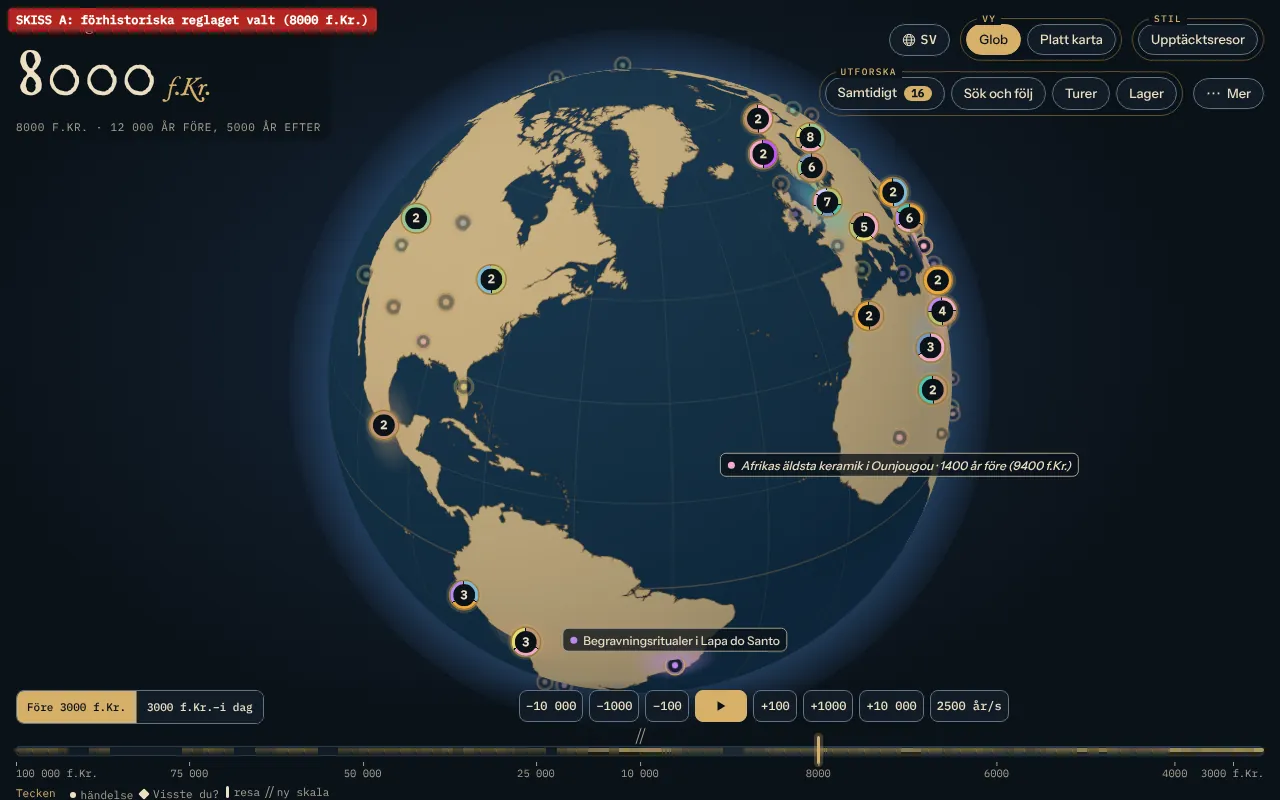 SKISS A: förhistoriska reglaget valt (8000 f.Kr.)
8000 f.Kr.
8000 F.KR. · 12 000 ÅR FÖRE, 5000 ÅR EFTER
SV
VY
Glob
Platt karta
STIL
Upptäcktsresor
UTFORSKA
Samtidigt 16
Sök och följ
Turer
Lager
··· Mer
2
8
2
6
7
2
5
6
2
2
2
2
4
3
2
2
Afrikas äldsta keramik i Ounjougou · 1400 år före (9400 f.Kr.)
3
3
Begravningsritualer i Lapa do Santo
Före 3000 f.Kr.
3000 f.Kr.–i dag
−10 000
−1000
−100
+100
+1000
+10 000
2500 år/s
//
100 000 f.Kr.
75 000
50 000
25 000
10 000
8000
6000
4000
3000 f.Kr.
Tecken
händelse
Visste du?
resa
// ny skala